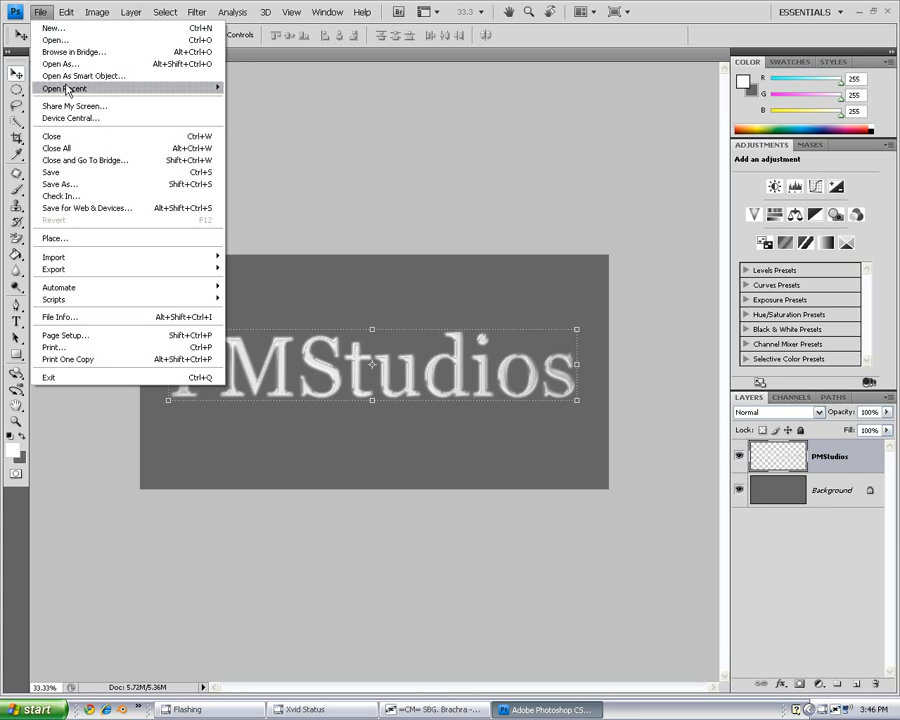 Ps File Edit Image Layer Select Filter Analysis 3D View Window Help Br 33.3 ESSENTIALS
Controls
New... Ctrl+N
Open... Ctrl+O
Browse in Bridge... Alt+Ctrl+O
Open As... Alt+Shift+Ctrl+O
Open As Smart Object...
Open Recent
Share My Screen...
Device Central...
Close Ctrl+W
Close All Alt+Ctrl+W
Close and Go To Bridge... Shift+Ctrl+W
Save Ctrl+S
Save As... Shift+Ctrl+S
Check In...
Save for Web & Devices... Alt+Shift+Ctrl+S
Revert F12
Place...
Import
Export
Automate
Scripts
File Info... Alt+Shift+Ctrl+I
Page Setup... Shift+Ctrl+P
Print... Ctrl+P
Print One Copy Alt+Shift+Ctrl+P
Exit Ctrl+Q
PMStudios
COLOR SWATCHES STYLES
R 255
G 255
B 255
ADJUSTMENTS MASKS
Add an adjustment
Levels Presets
Curves Presets
Exposure Presets
Hue/Saturation Presets
Black & White Presets
Channel Mixer Presets
Selective Color Presets
LAYERS CHANNELS PATHS
Normal Opacity: 100%
Lock: Fill: 100%
PMStudios
Background
33.33% Doc: 5.72M/5.36M
start Flashing Xvid Status =CM= SBG. Brachra - ... Adobe Photoshop CS... 3:46 PM